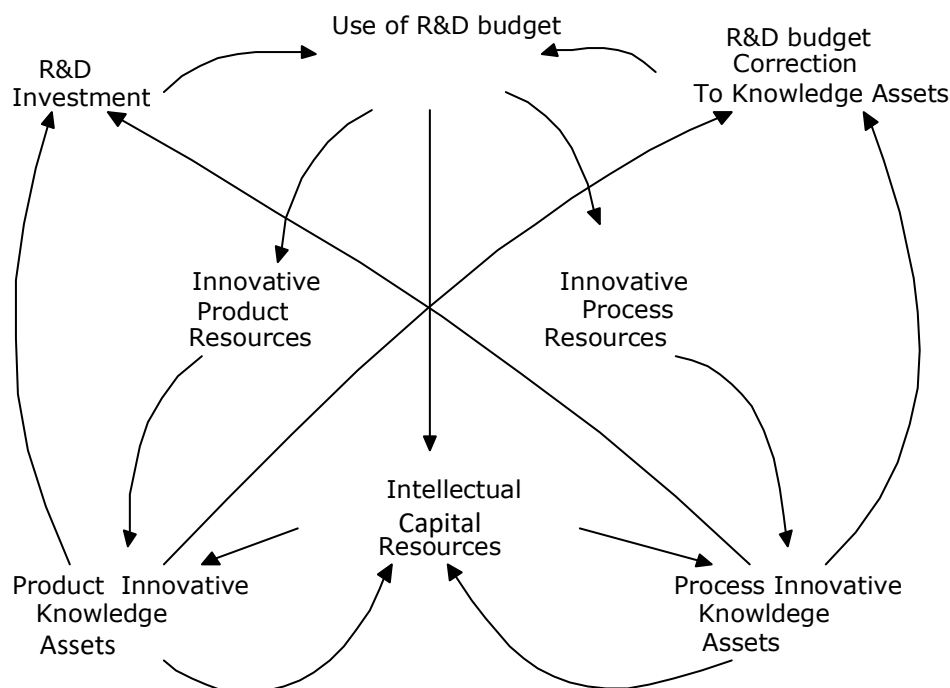 Use of R&D budget
R&D
Investment
R&D budget
Correction
To Knowledge Assets
Innovative
Product
Resources
Innovative
Process
Resources
Intellectual
Capital
Resources
Product Innovative
Knowledge
Assets
Process Innovative
Knowldege
Assets